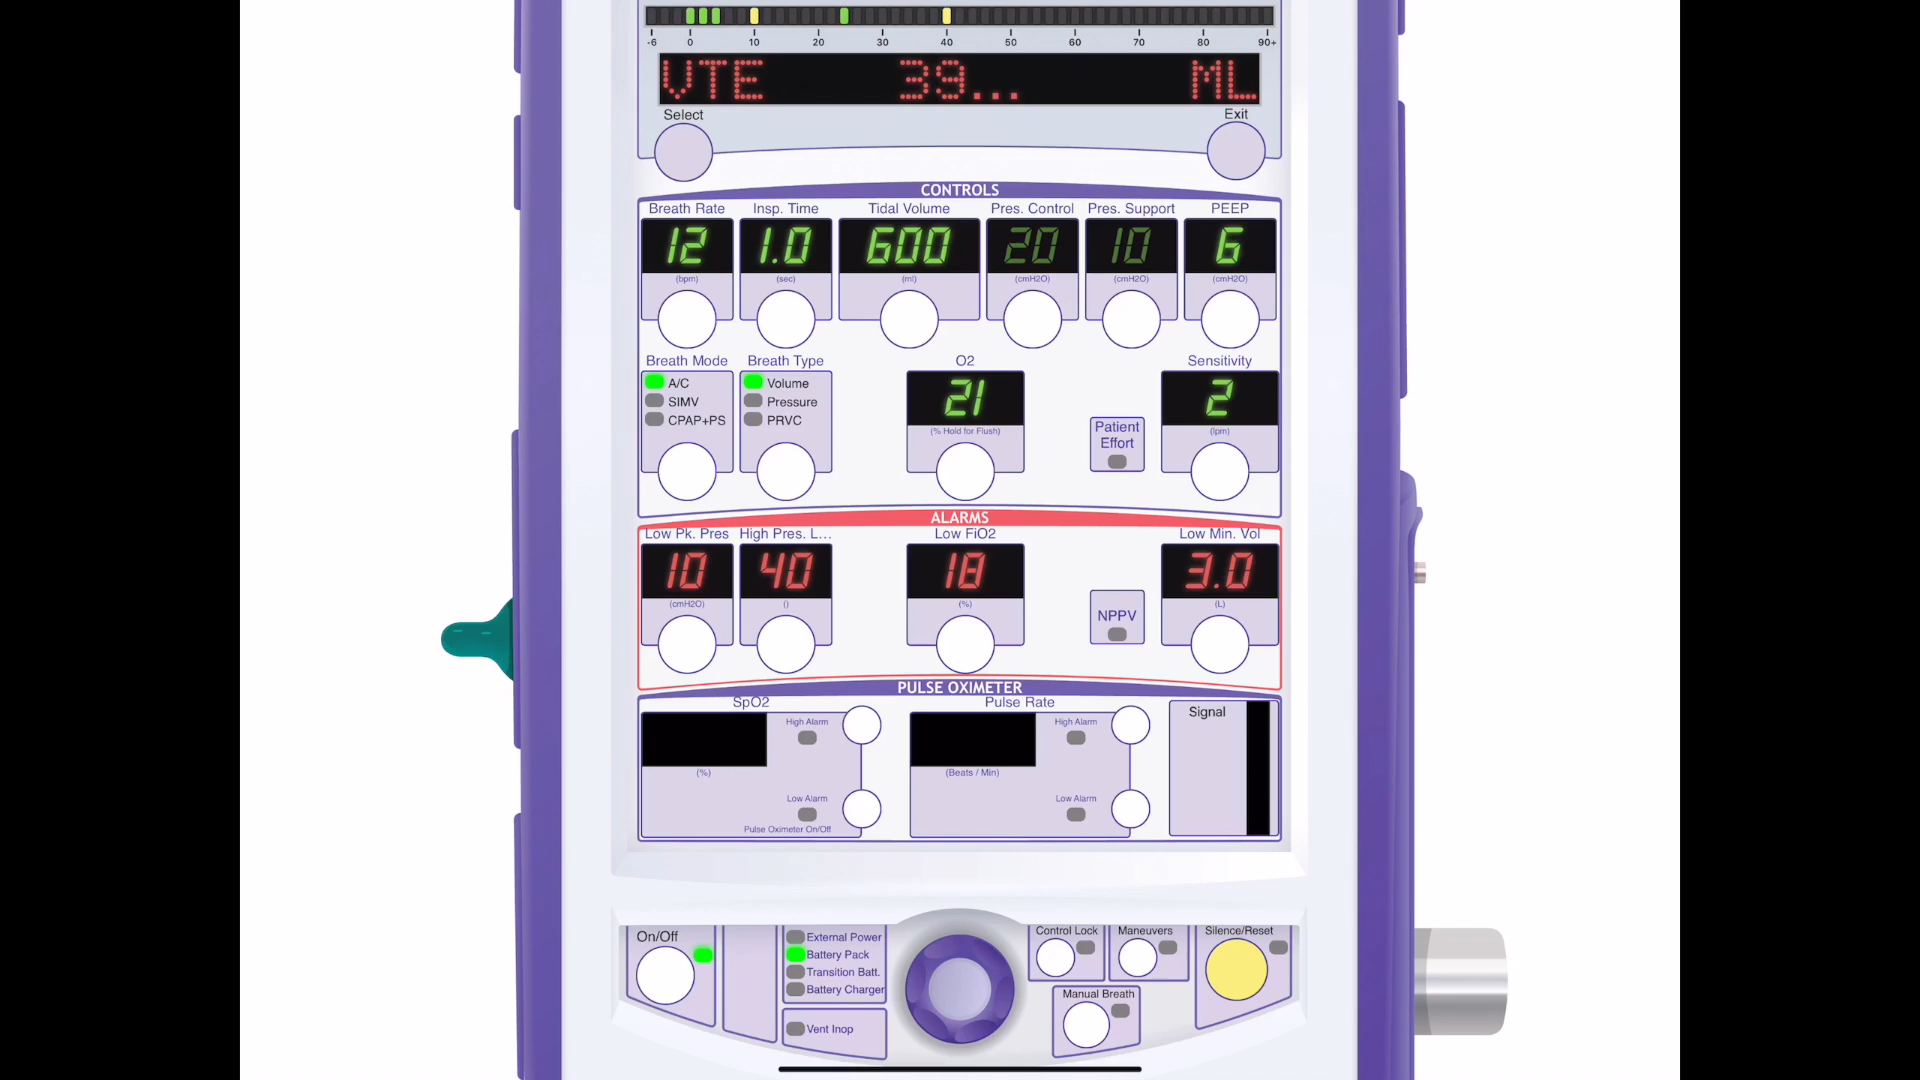 -6 0 10 20 30 40 50 60 70 80 90+
VTE 39... ML
Select Exit
CONTROLS
Breath Rate Insp. Time Tidal Volume Pres. Control Pres. Support PEEP
12 1.0 600 20 10 6
(bpm) (sec) (ml) (cmH2O) (cmH2O) (cmH2O)
Breath Mode Breath Type O2 Sensitivity
A/C Volume 21 2
SIMV Pressure
CPAP+PS PRVC
(% Hold for Flush) (lpm)
Patient
Effort
ALARMS
Low Pk. Pres High Pres. L... Low FiO2 Low Min. Vol
10 40 18 3.0
(cmH2O) () (%) (L)
NPPV
PULSE OXIMETER
SpO2 Pulse Rate
Signal
High Alarm High Alarm
(%) (Beats / Min)
Low Alarm Low Alarm
Pulse Oximeter On/Off
On/Off
External Power
Battery Pack
Transition Batt.
Battery Charger
Vent Inop
Control Lock Maneuvers Silence/Reset
Manual Breath